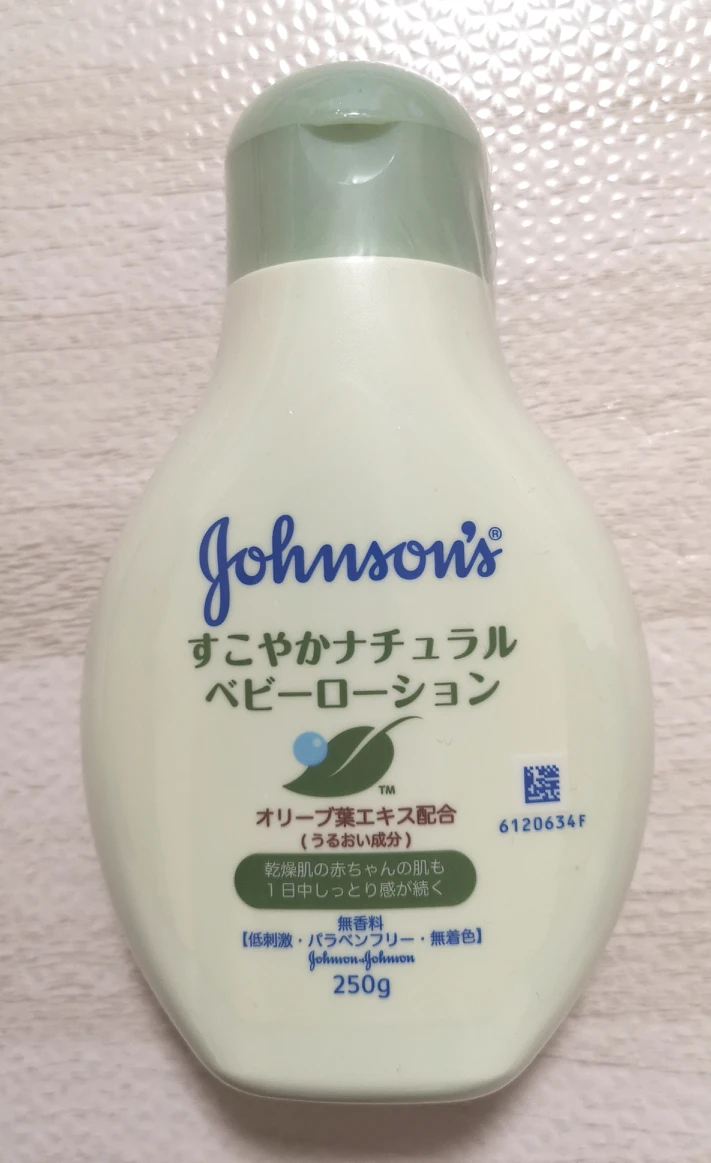 Johnson's®
すこやかナチュラル
ベビーローション
TM
オリーブ葉エキス配合
(うるおい成分)
6120634F
乾燥肌の赤ちゃんの肌も
1日中しっとり感が続く
無香料
【低刺激・パラベンフリー・無着色】
Johnson&Johnson
250g